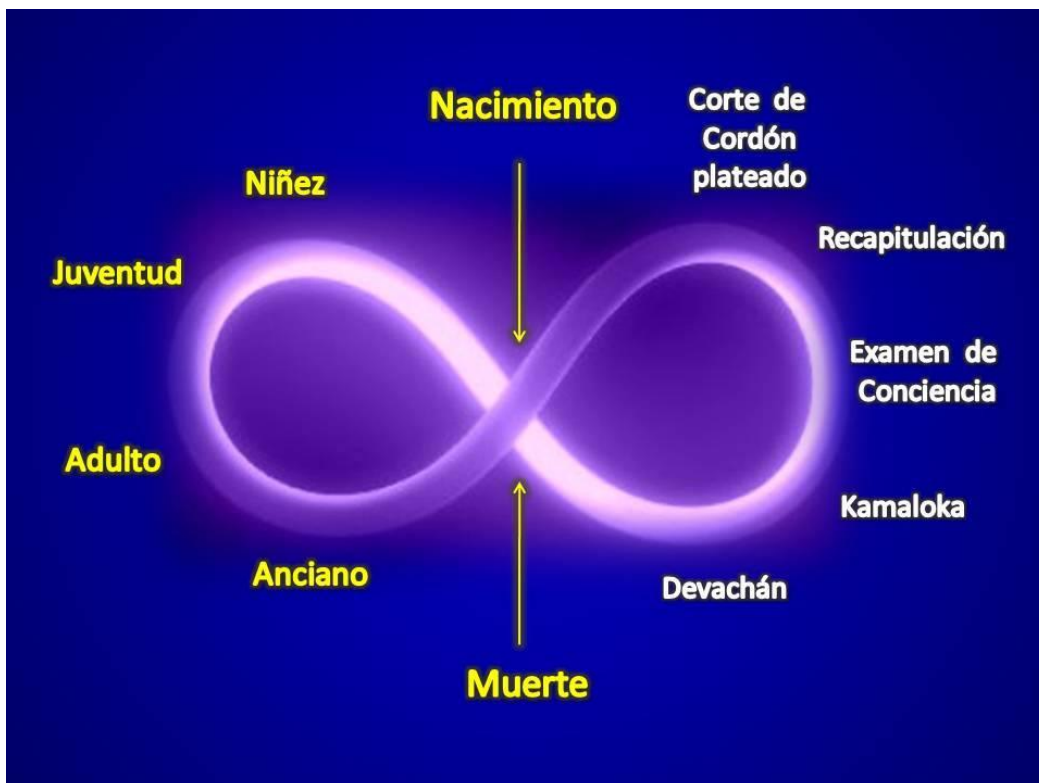 Nacimiento
Corte de
Cordón
plateado
Niñez
Recapitulación
Juventud
Examen de
Conciencia
Adulto
Kamaloka
Anciano
Devachán
Muerte